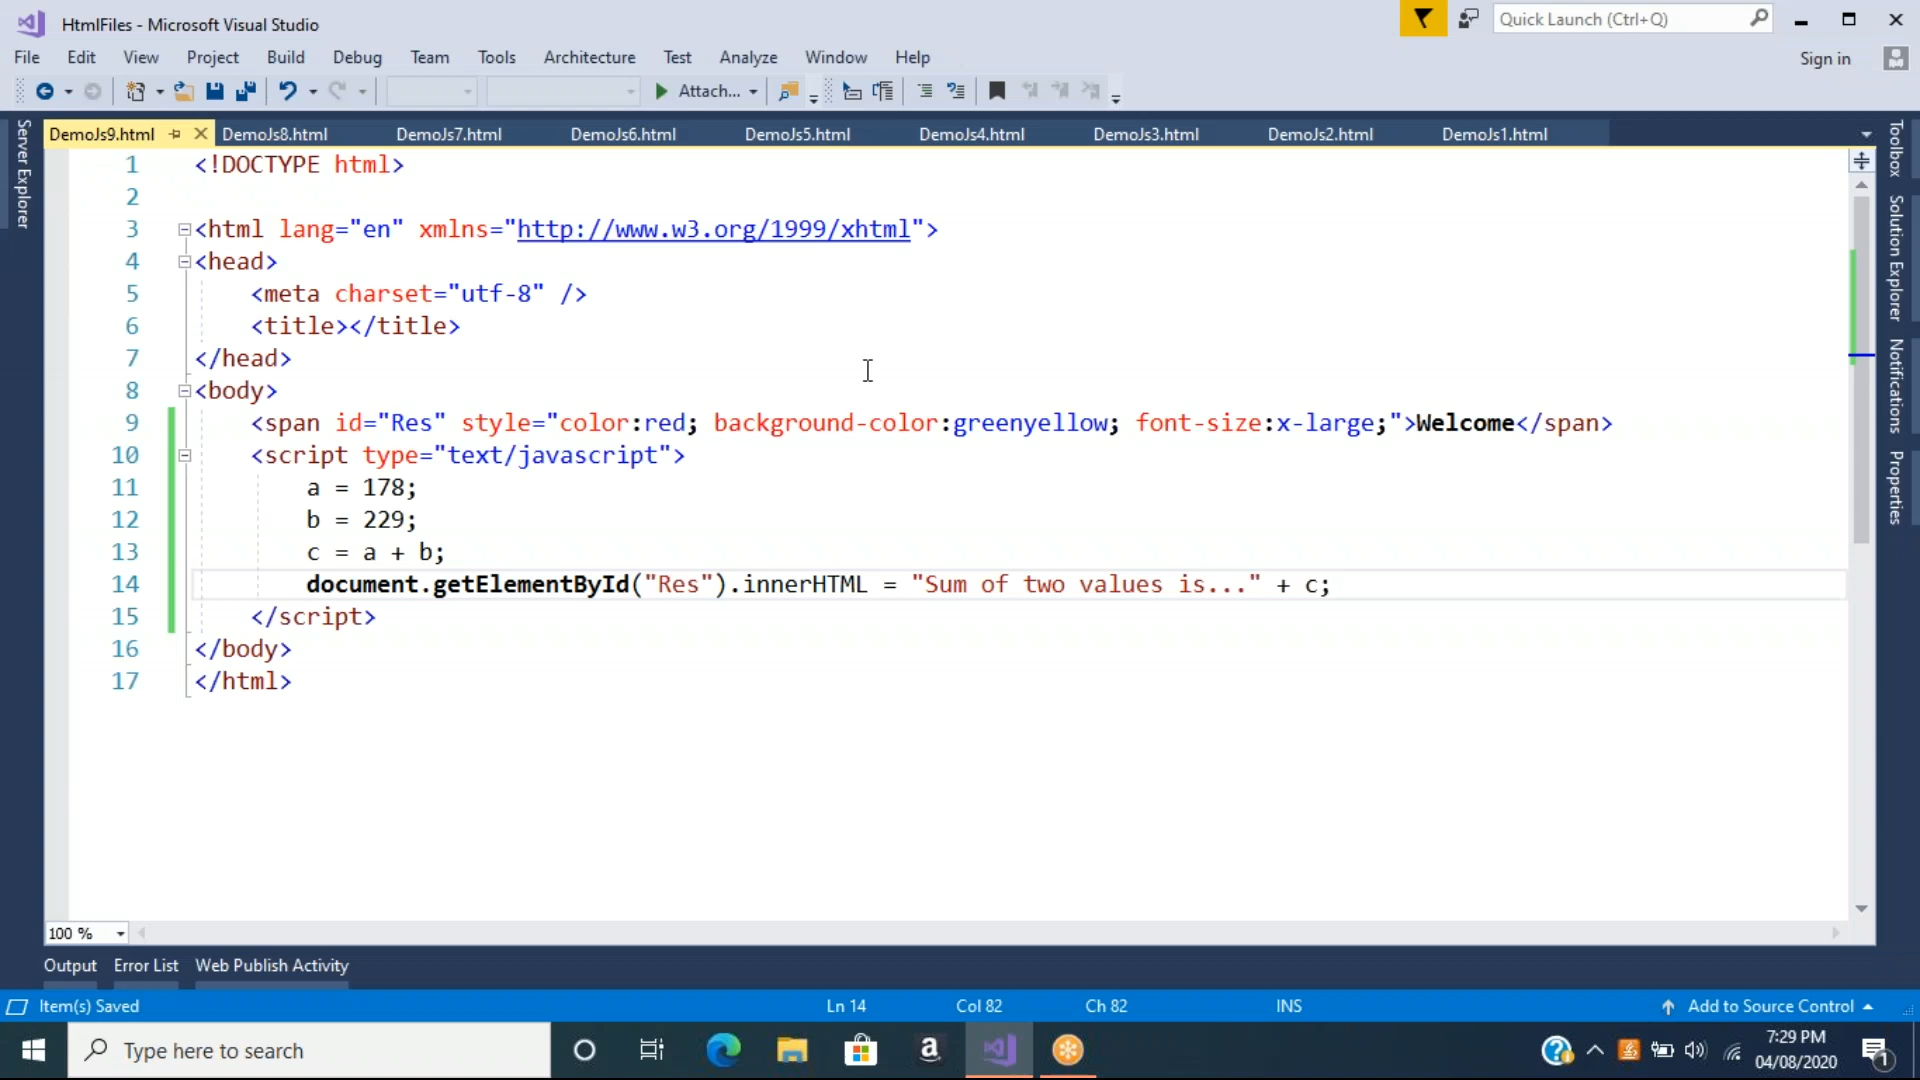 HtmlFiles - Microsoft Visual Studio
Quick Launch (Ctrl+Q)
File Edit View Project Build Debug Team Tools Architecture Test Analyze Window Help
Sign in
Attach...
DemoJs9.html DemoJs8.html DemoJs7.html DemoJs6.html DemoJs5.html DemoJs4.html DemoJs3.html DemoJs2.html DemoJs1.html
Server Explorer
Toolbox
Solution Explorer
Notifications
Properties
1 <!DOCTYPE html>
2
3 <html lang="en" xmlns="http://www.w3.org/1999/xhtml">
4 <head>
5 <meta charset="utf-8" />
6 <title></title>
7 </head>
8 <body>
9 <span id="Res" style="color:red; background-color:greenyellow; font-size:x-large;">Welcome</span>
10 <script type="text/javascript">
11 a = 178;
12 b = 229;
13 c = a + b;
14 document.getElementById("Res").innerHTML = "Sum of two values is..." + c;
15 </script>
16 </body>
17 </html>
100 %
Output Error List Web Publish Activity
Item(s) Saved Ln 14 Col 82 Ch 82 INS Add to Source Control
Type here to search
7:29 PM
04/08/2020
1